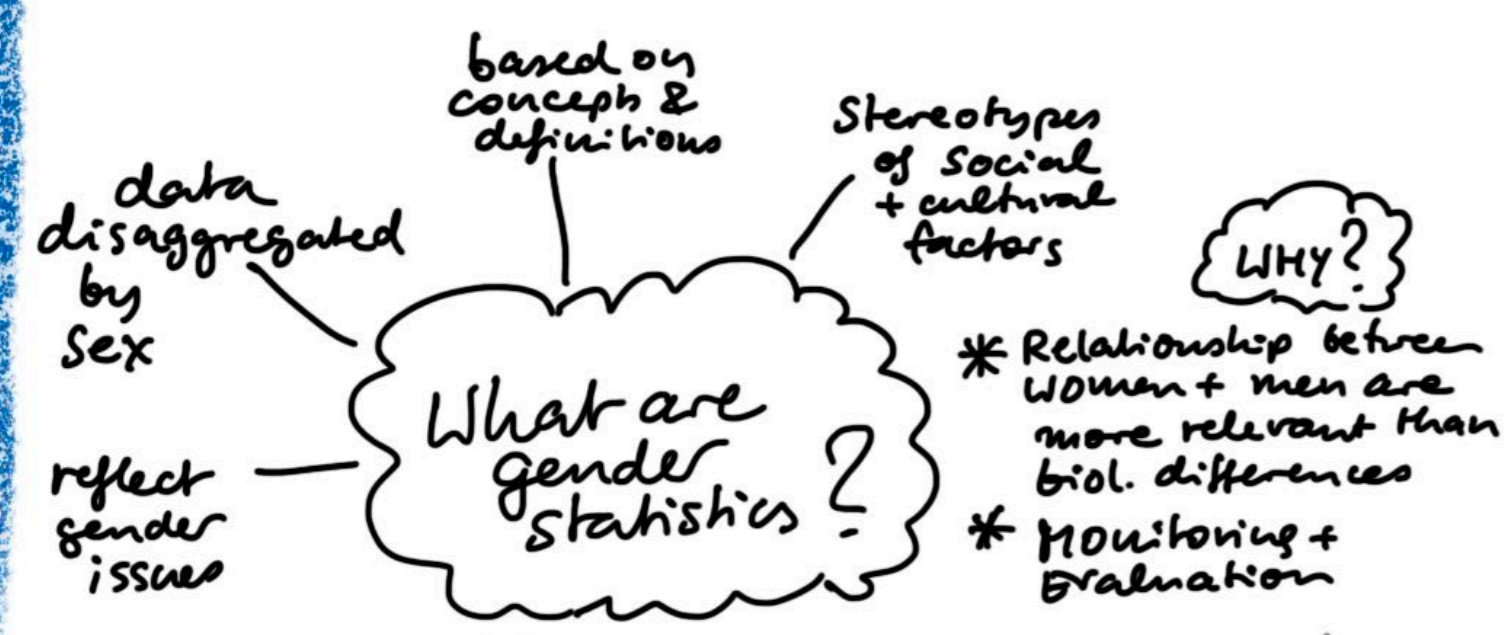 based on
concepts &
definitions
Stereotypes
of social
+ cultural
factors
data
disaggregated
by
sex
reflect
gender
issues
What are
gender
statistics ?
WHY?
* Relationship between
women + men are
more relevant than
biol. differences
* Monitoring +
Evaluation